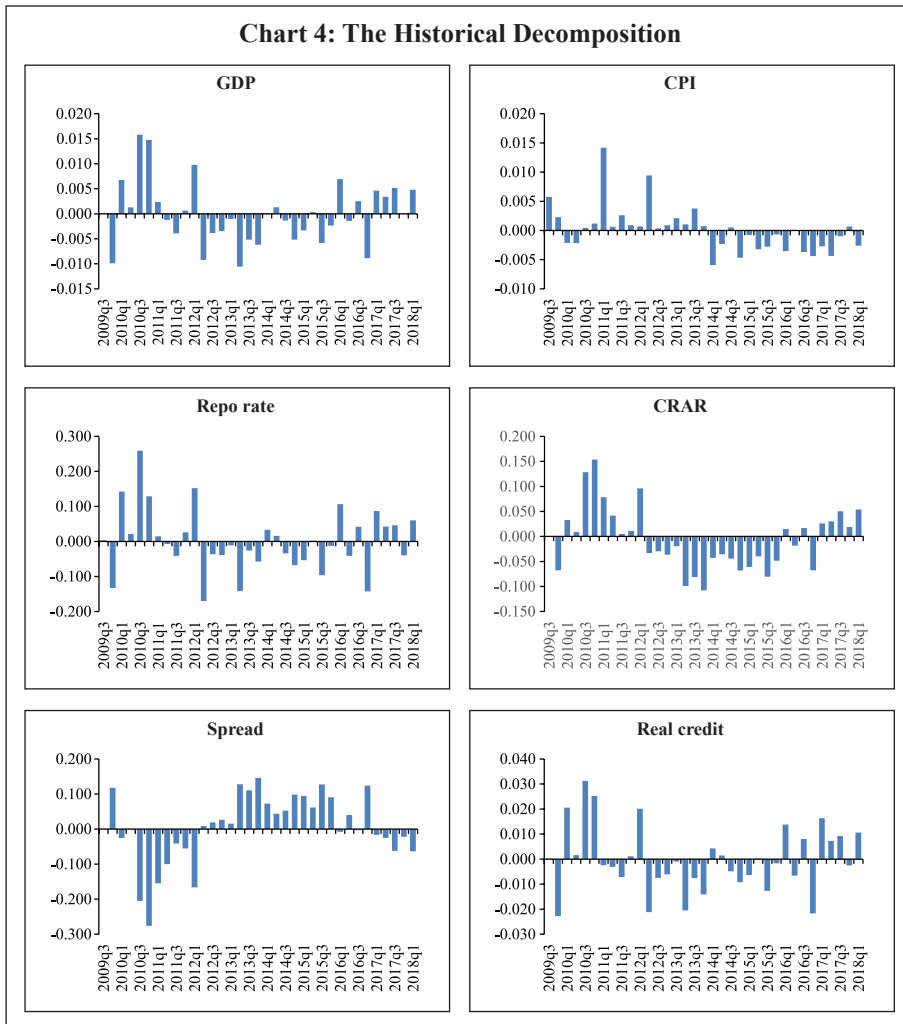 Chart 4: The Historical Decomposition
GDP
0.020
0.015
0.010
0.005
0.000
-0.005
-0.010
-0.015
2009q3
2010q1
2010q3
2011q1
2011q3
2012q1
2012q3
2013q1
2013q3
2014q1
2014q3
2015q1
2015q3
2016q1
2016q3
2017q1
2017q3
2018q1
CPI
0.020
0.015
0.010
0.005
0.000
-0.005
-0.010
2009q3
2010q1
2010q3
2011q1
2011q3
2012q1
2012q3
2013q1
2013q3
2014q1
2014q3
2015q1
2015q3
2016q1
2016q3
2017q1
2017q3
2018q1
Repo rate
0.300
0.200
0.100
0.000
-0.100
-0.200
2009q3
2010q1
2010q3
2011q1
2011q3
2012q1
2012q3
2013q1
2013q3
2014q1
2014q3
2015q1
2015q3
2016q1
2016q3
2017q1
2017q3
2018q1
CRAR
0.200
0.150
0.100
0.050
0.000
-0.050
-0.100
-0.150
2009q3
2010q1
2010q3
2011q1
2011q3
2012q1
2012q3
2013q1
2013q3
2014q1
2014q3
2015q1
2015q3
2016q1
2016q3
2017q1
2017q3
2018q1
Spread
0.200
0.100
0.000
-0.100
-0.200
-0.300
2009q3
2010q1
2010q3
2011q1
2011q3
2012q1
2012q3
2013q1
2013q3
2014q1
2014q3
2015q1
2015q3
2016q1
2016q3
2017q1
2017q3
2018q1
Real credit
0.040
0.030
0.020
0.010
0.000
-0.010
-0.020
-0.030
2009q3
2010q1
2010q3
2011q1
2011q3
2012q1
2012q3
2013q1
2013q3
2014q1
2014q3
2015q1
2015q3
2016q1
2016q3
2017q1
2017q3
2018q1